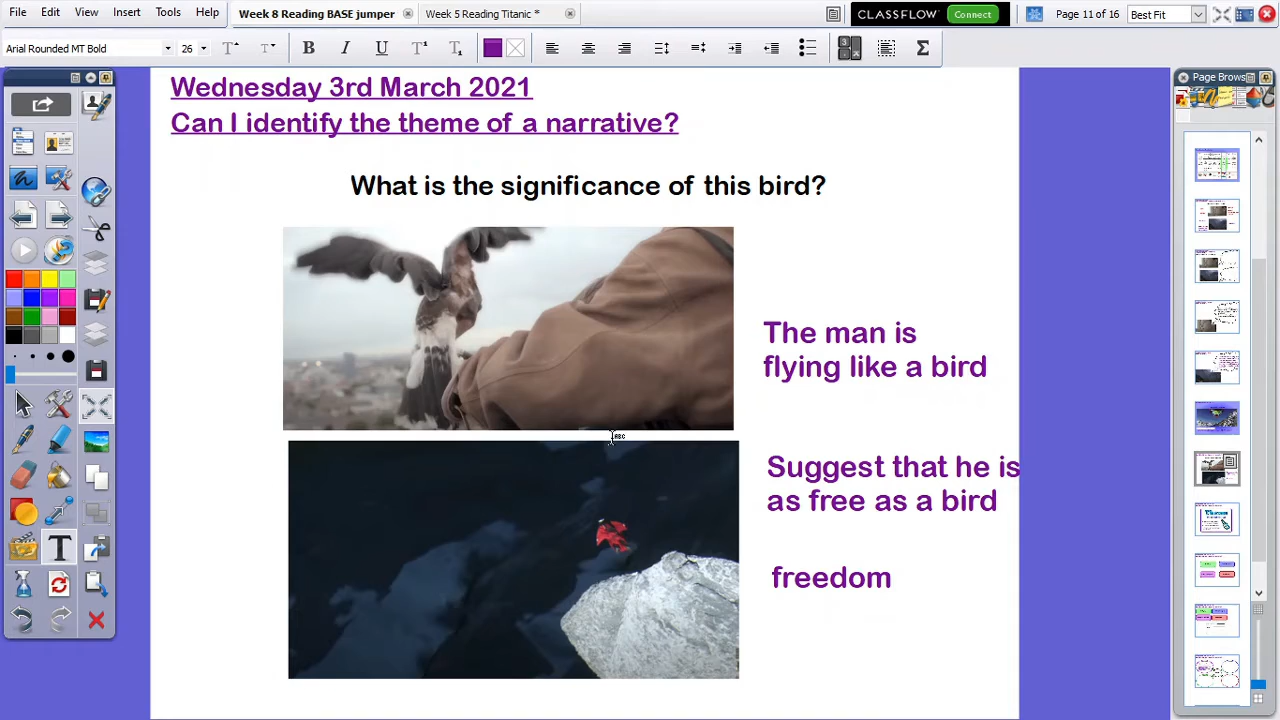 File Edit View Insert Tools Help
Week 8 Reading BASE jumper
Week 5 Reading Titanic *
CLASSFLOW Connect
Page 11 of 16
Best Fit
Arial Rounded MT Bold 26
Page Brows
Wednesday 3rd March 2021
Can I identify the theme of a narrative?
What is the significance of this bird?
The man is
flying like a bird
ABC
Suggest that he is
as free as a bird
freedom